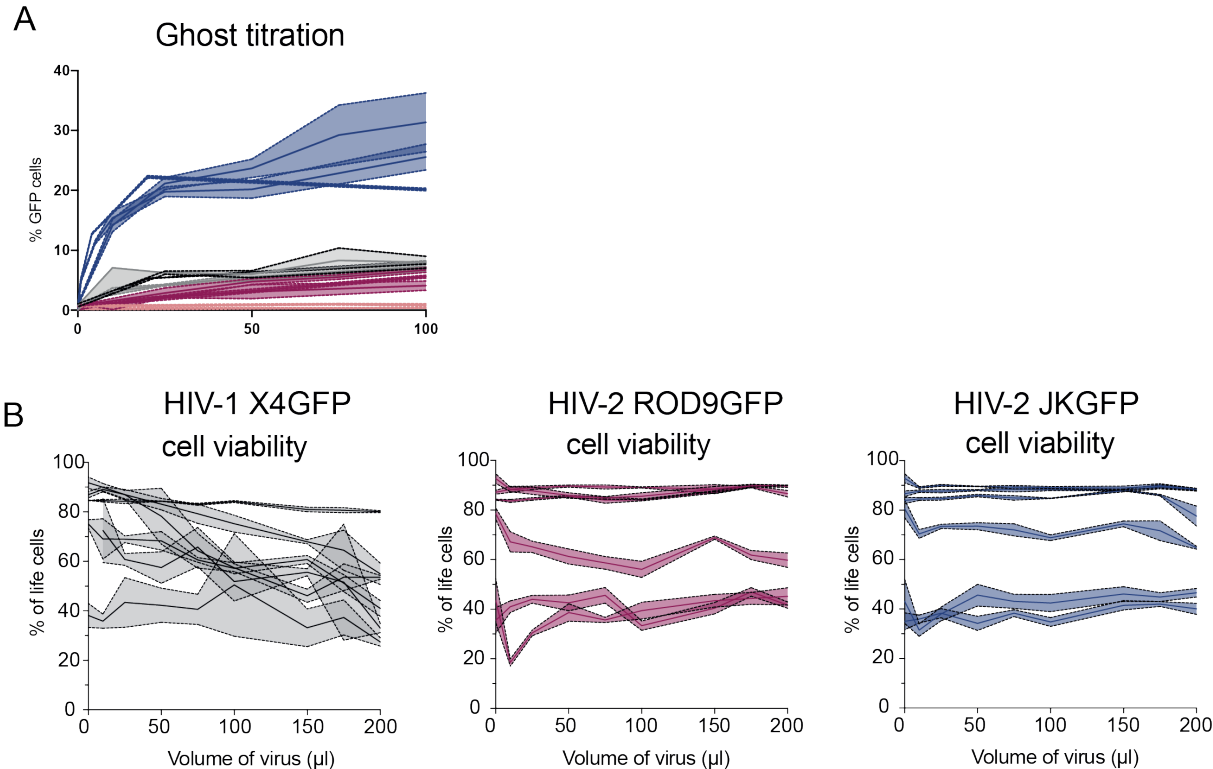 A
Ghost titration
% GFP cells
40
30
20
10
0
0 50 100
B
HIV-1 X4GFP
cell viability
% of life cells
100
80
60
40
20
0
0 50 100 150 200
Volume of virus (µl)
HIV-2 ROD9GFP
cell viability
% of life cells
100
80
60
40
20
0
0 50 100 150 200
Volume of virus (µl)
HIV-2 JKGFP
cell viability
% of life cells
100
80
60
40
20
0
0 50 100 150 200
Volume of virus (µl)